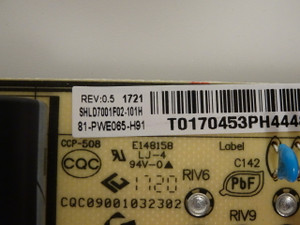 REV:0.5 1721
SHLD7001F02-101H
81-PWE065-H91
T0170453PH444
CCP-508
CQC
E148158
LJ-4
94V-0
1720
Label
C142
PbF
RIV6
CQC09001032302
RIV9